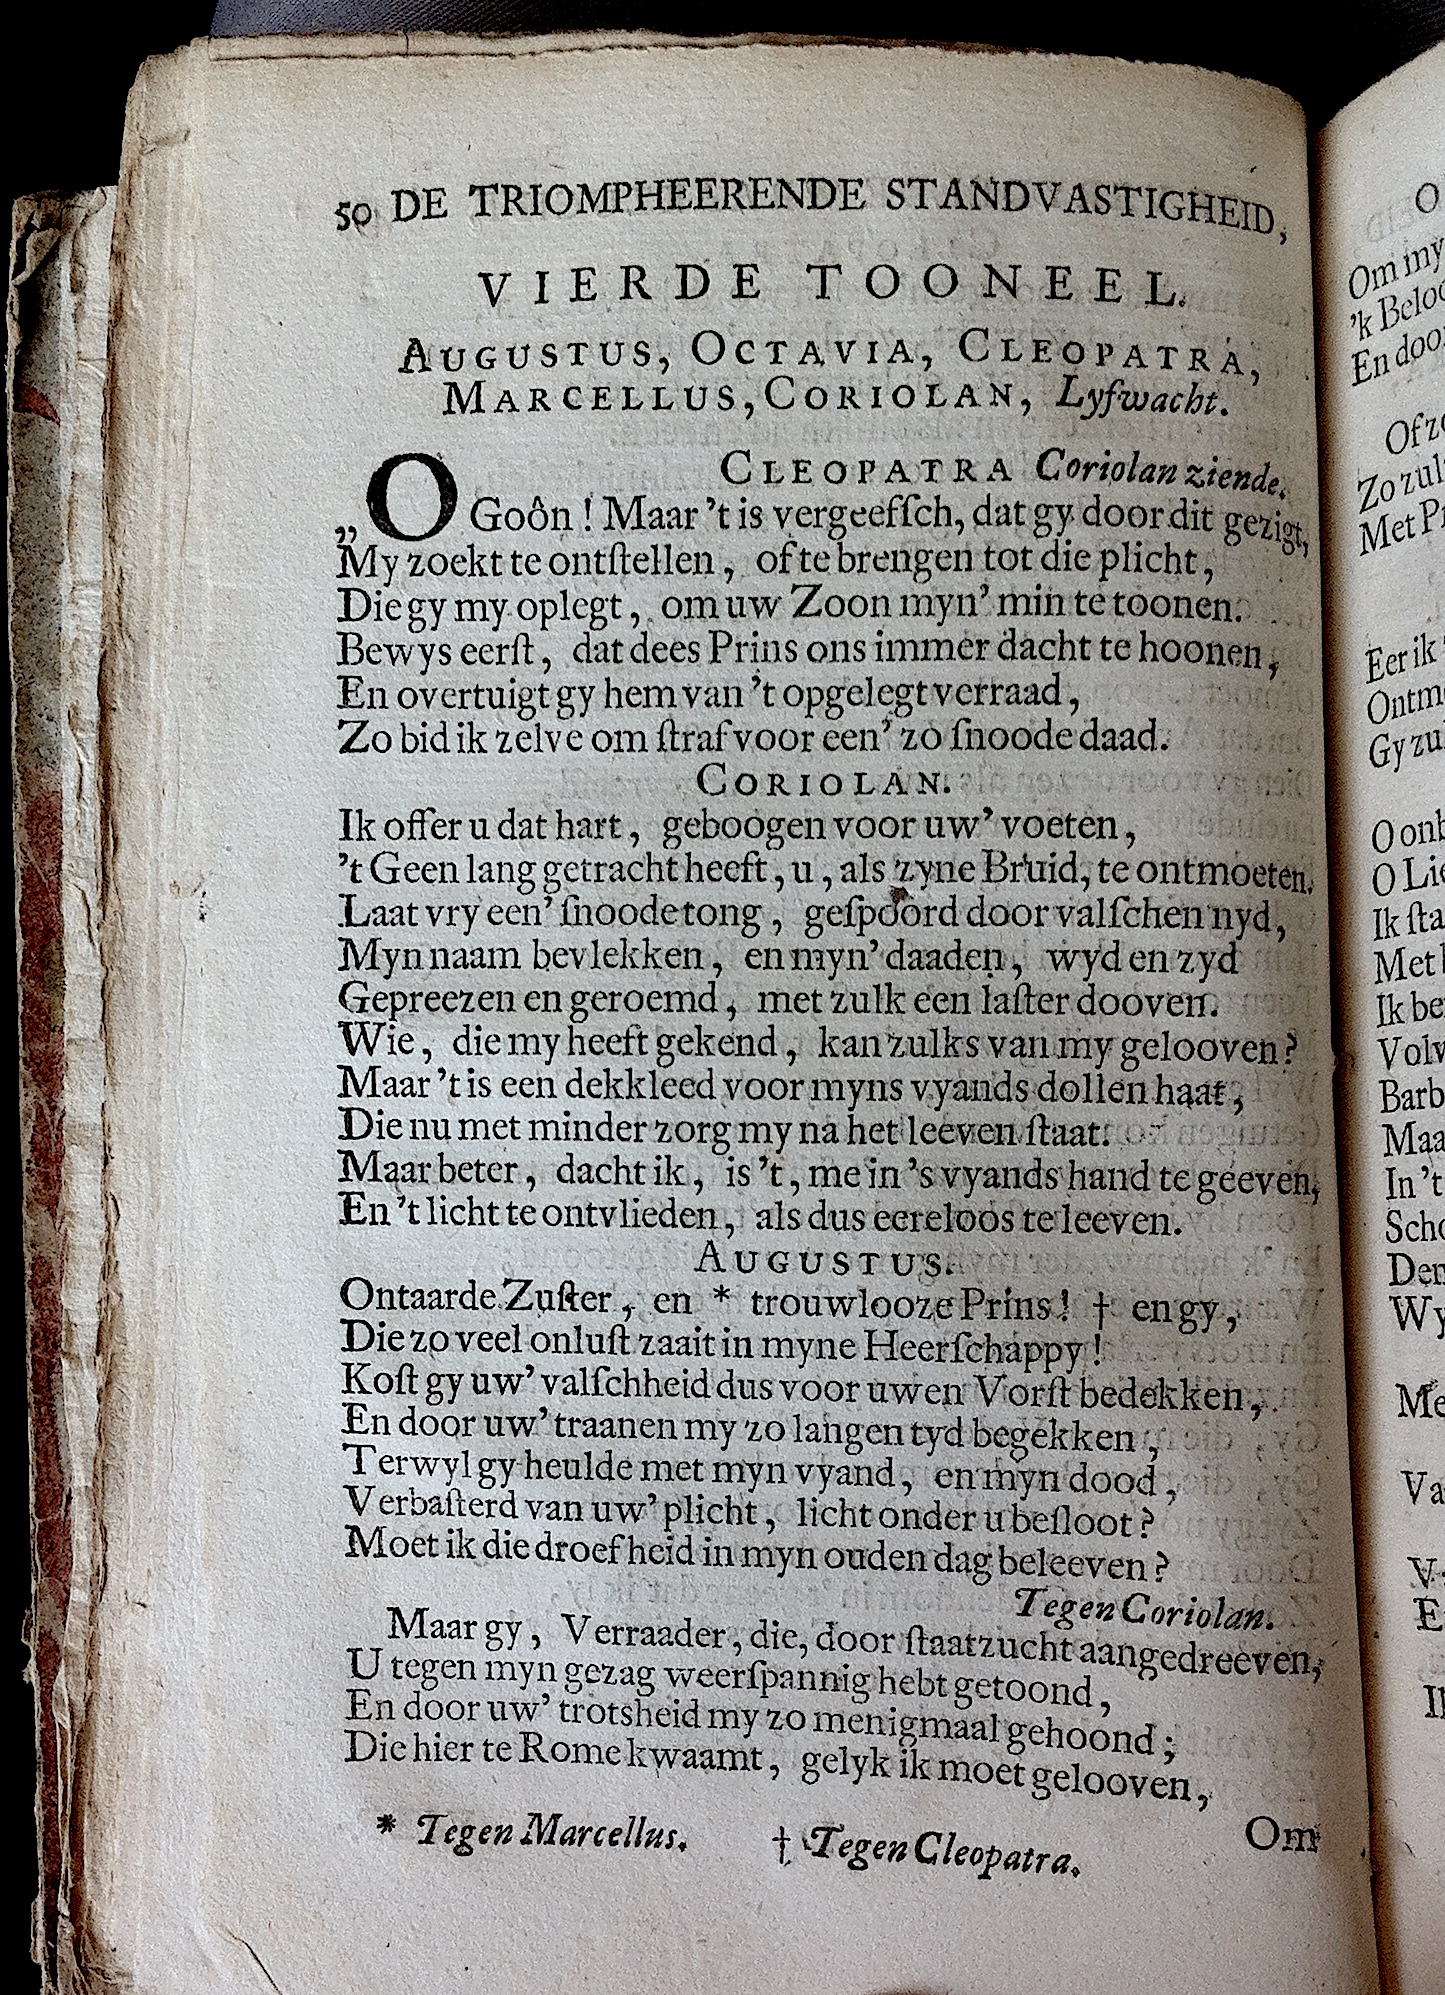 50 DE TRIOMPHEERENDE STANDVASTIGHEID,
VIERDE TOONEEL.
AUGUSTUS, OCTAVIA, CLEOPATRA,
MARCELLUS, CORIOLAN, Lyfwacht.
CLEOPATRA Coriolan ziende.
„O Goôn! Maar 't is vergeefſch, dat gy door dit gezigt,
My zoekt te ontſtellen, of te brengen tot die plicht,
Die gy my oplegt, om uw Zoon myn' min te toonen.
Bewys eerſt, dat dees Prins ons immer dacht te hoonen,
En overtuigt gy hem van 't opgelegt verraad,
Zo bid ik zelve om ſtraf voor een' zo ſnoode daad.
CORIOLAN.
Ik offer u dat hart, geboogen voor uw' voeten,
't Geen lang getracht heeft, u, als zyne Bruid, te ontmoeten.
Laat vry een' ſnoode tong, geſpoord door valſchen nyd,
Myn naam bevlekken, en myn' daaden, wyd en zyd
Gepreezen en geroemd, met zulk een laſter dooven.
Wie, die my heeft gekend, kan zulks van my gelooven?
Maar 't is een dekkleed voor myns vyands dollen haat,
Die nu met minder zorg my na het leeven ſtaat.
Maar beter, dacht ik, is 't, me in 's vyands hand te geeven,
En 't licht te ontvlieden, als dus eereloos te leeven.
AUGUSTUS.
Ontaarde Zuſter, en * trouwlooze Prins! † en gy,
Die zo veel onluſt zaait in myne Heerſchappy!
Koſt gy uw' valſchheid dus voor uwen Vorſt bedekken,
En door uw' traanen my zo langen tyd begekken,
Terwyl gy heulde met myn vyand, en myn dood,
Verbaſterd van uw' plicht, licht onder u beſloot?
Moet ik die droefheid in myn ouden dag beleeven?
Tegen Coriolan.
Maar gy, Verraader, die, door ſtaatzucht aangedreeven,
U tegen myn gezag weerſpannig hebt getoond,
En door uw' trotsheid my zo menigmaal gehoond;
Die hier te Rome kwaamt, gelyk ik moet gelooven,
* Tegen Marcellus. † Tegen Cleopatra. Om